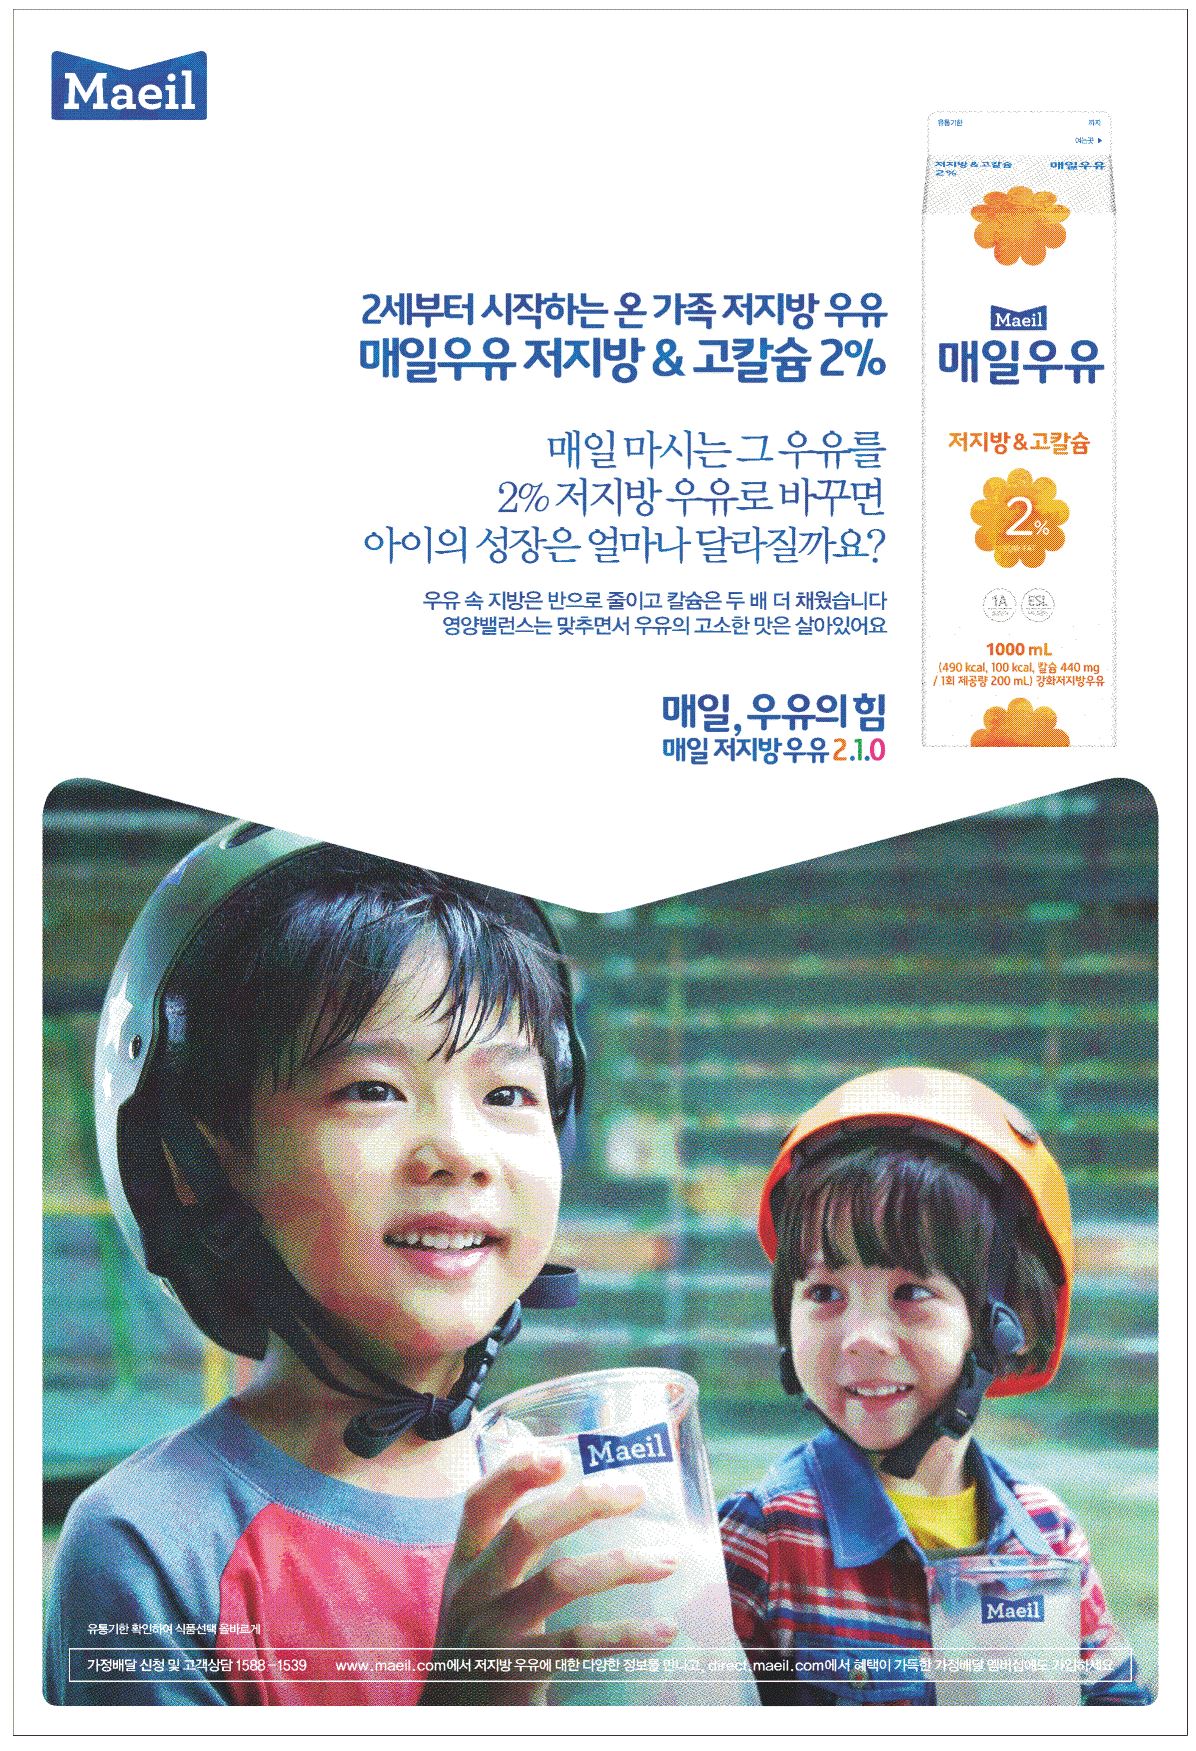 Maeil
유통기한 까지
여는곳 ▶
저지방 & 고칼슘 매일우유
2%
Maeil
매일우유
저지방&고칼슘
2%
LOW FAT
1A ESL
1000 mL
(490 kcal, 100 kcal, 칼슘 440 mg
/ 1회 제공량 200 mL) 강화저지방우유
2세부터 시작하는 온 가족 저지방 우유
매일우유 저지방 & 고칼슘 2%
매일 마시는 그 우유를
2% 저지방 우유로 바꾸면
아이의 성장은 얼마나 달라질까요?
우유 속 지방은 반으로 줄이고 칼슘은 두 배 더 채웠습니다
영양밸런스는 맞추면서 우유의 고소한 맛은 살아있어요
매일, 우유의 힘
매일 저지방 우유 2.1.0
Maeil
Maeil
유통기한 확인하여 식품선택 올바르게
가정배달 신청 및 고객상담 1588-1539 www.maeil.com에서 저지방 우유에 대한 다양한 정보를 만나고, direct.maeil.com에서 혜택이 가득한 가정배달 멤버십에도 가입하세요